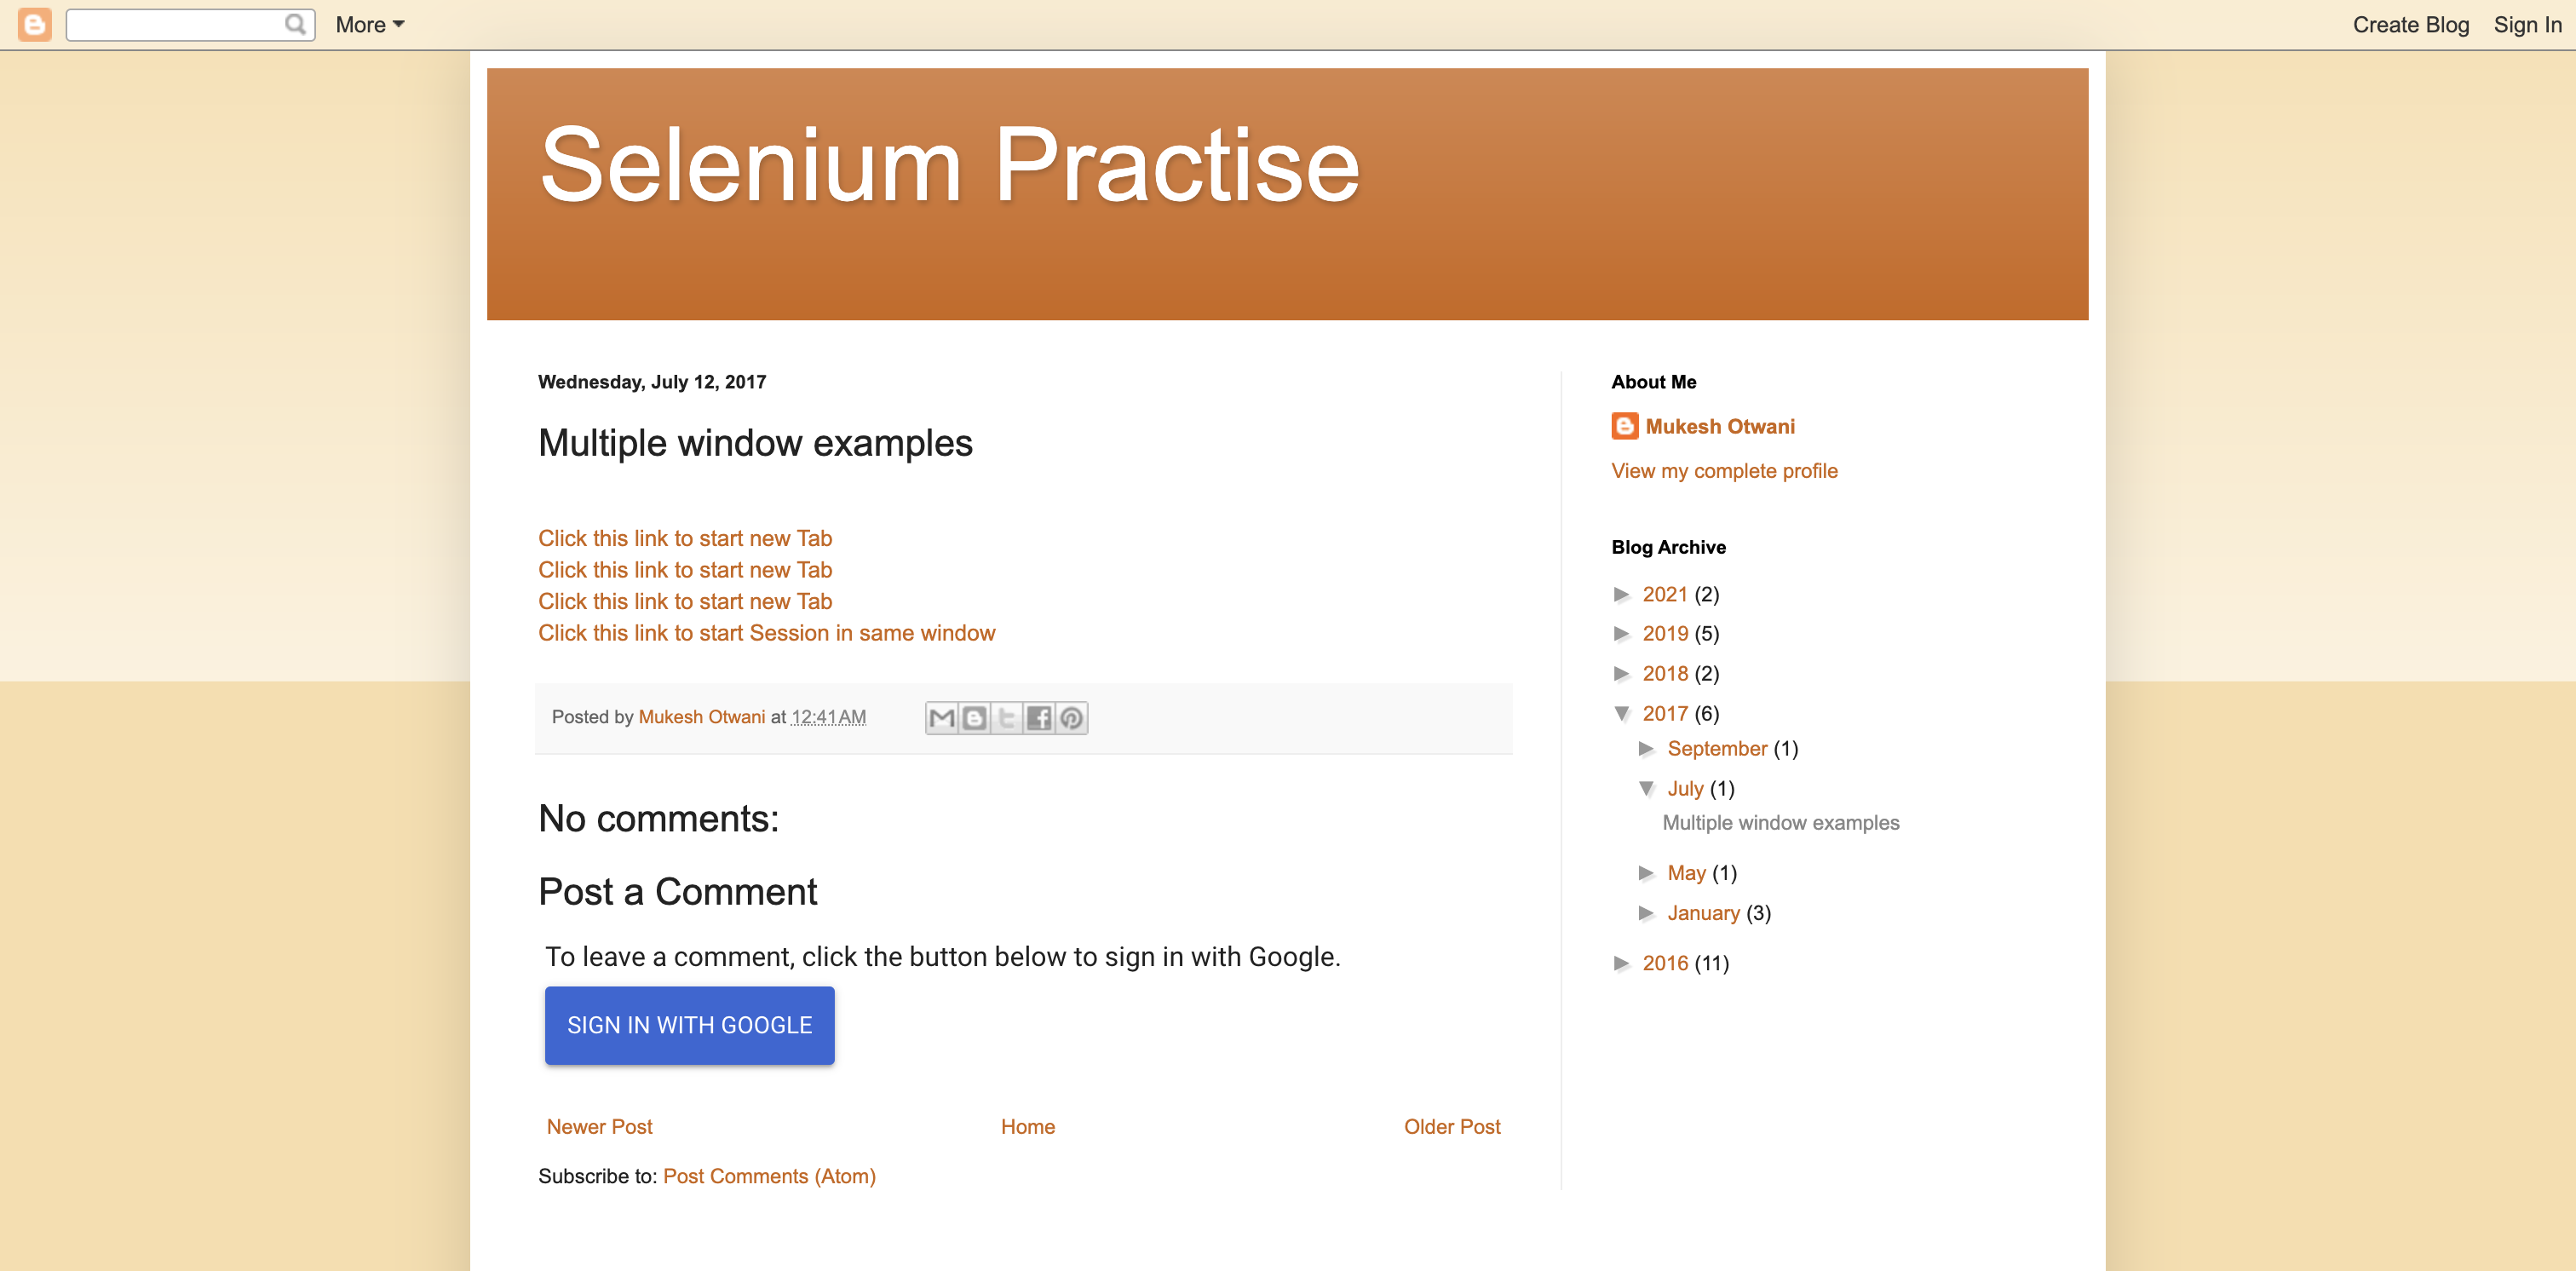 More
Create Blog
Sign In
Selenium Practise
Wednesday, July 12, 2017
Multiple window examples
Click this link to start new Tab
Click this link to start new Tab
Click this link to start new Tab
Click this link to start Session in same window
Posted by Mukesh Otwani at 12:41 AM
No comments:
Post a Comment
To leave a comment, click the button below to sign in with Google.
SIGN IN WITH GOOGLE
Newer Post
Home
Older Post
Subscribe to: Post Comments (Atom)
About Me
Mukesh Otwani
View my complete profile
Blog Archive
► 2021 (2)
► 2019 (5)
► 2018 (2)
▼ 2017 (6)
► September (1)
▼ July (1)
Multiple window examples
► May (1)
► January (3)
► 2016 (11)